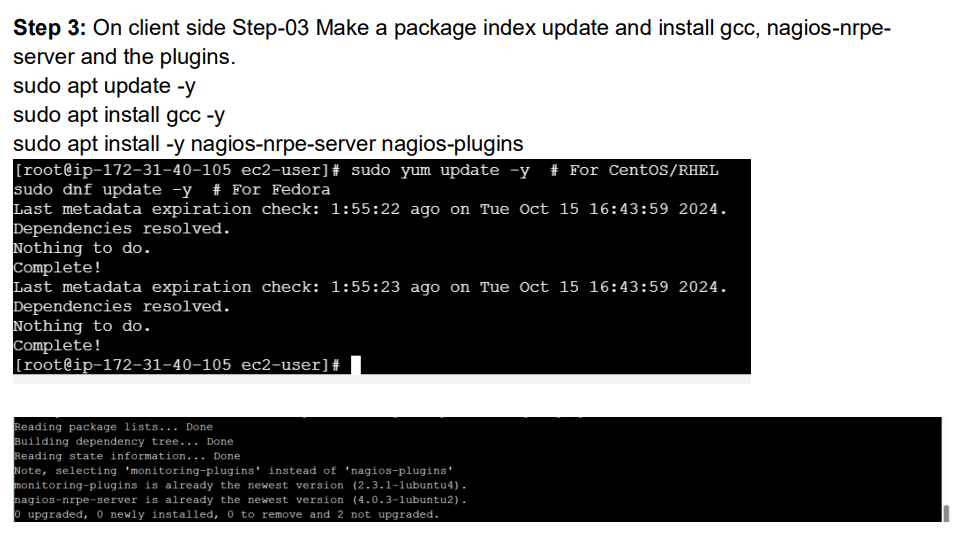 Step 3: On client side Step-03 Make a package index update and install gcc, nagios-nrpe-
server and the plugins.
sudo apt update -y
sudo apt install gcc -y
sudo apt install -y nagios-nrpe-server nagios-plugins
[root@ip-172-31-40-105 ec2-user]# sudo yum update -y  # For CentOS/RHEL
sudo dnf update -y  # For Fedora
Last metadata expiration check: 1:55:22 ago on Tue Oct 15 16:43:59 2024.
Dependencies resolved.
Nothing to do.
Complete!
Last metadata expiration check: 1:55:23 ago on Tue Oct 15 16:43:59 2024.
Dependencies resolved.
Nothing to do.
Complete!
[root@ip-172-31-40-105 ec2-user]#
Reading package lists... Done
Building dependency tree... Done
Reading state information... Done
Note, selecting 'monitoring-plugins' instead of 'nagios-plugins'
monitoring-plugins is already the newest version (2.3.1-1ubuntu4).
nagios-nrpe-server is already the newest version (4.0.3-1ubuntu2).
0 upgraded, 0 newly installed, 0 to remove and 2 not upgraded.